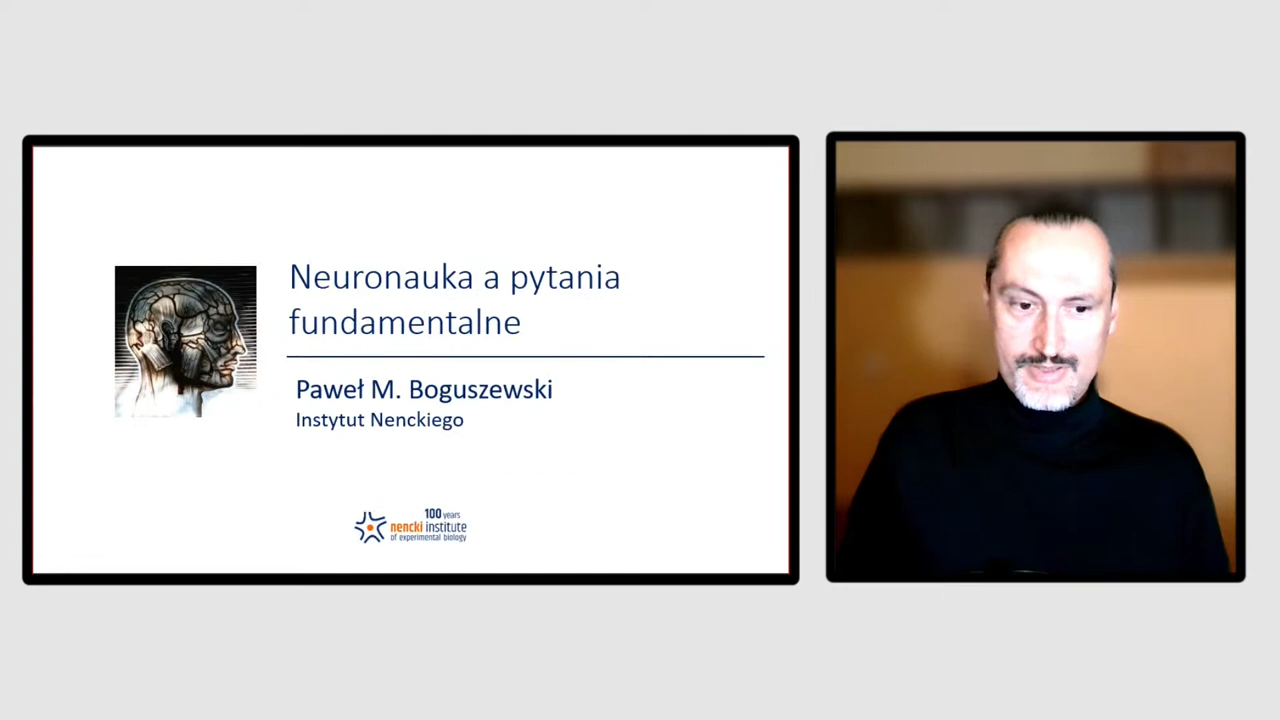 Neuronauka a pytania
fundamentalne
Paweł M. Boguszewski
Instytut Nenckiego
100 years
nencki institute
of experimental biology